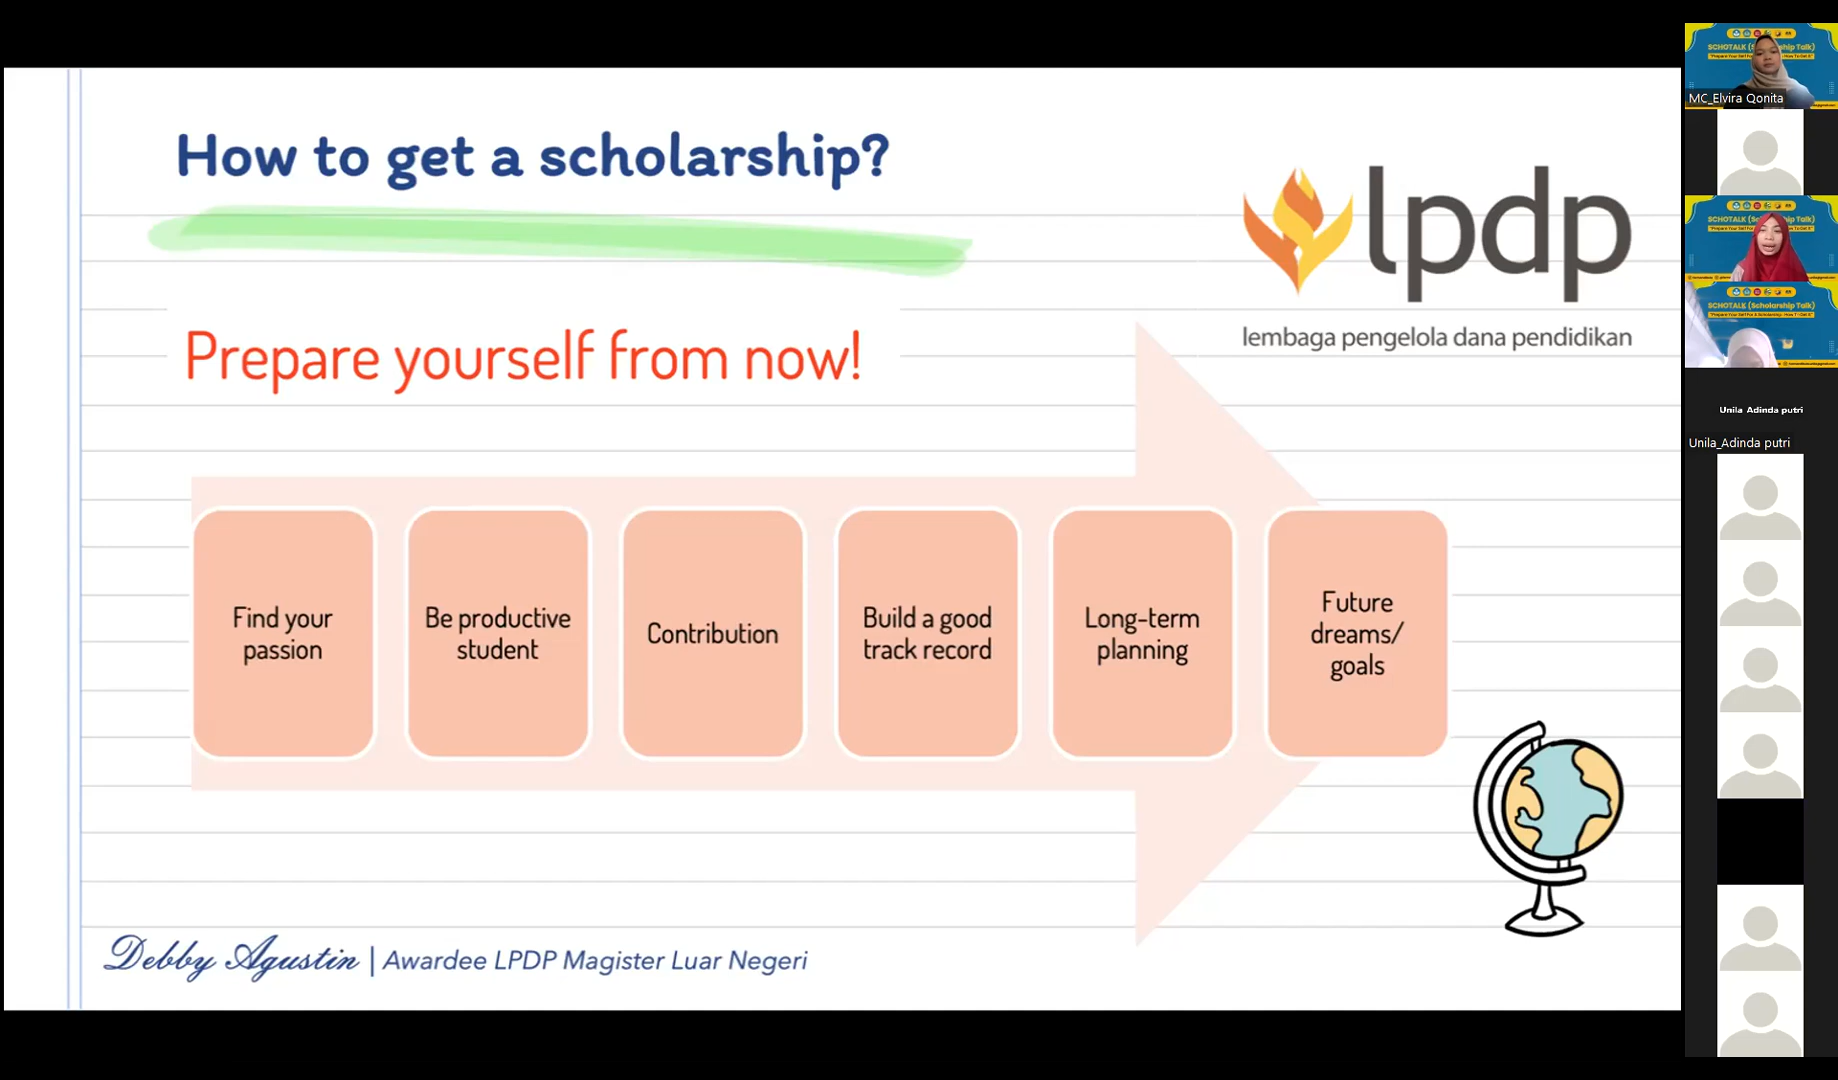 How to get a scholarship?
lpdp
lembaga pengelola dana pendidikan
Prepare yourself from now!
Find your
passion
Be productive
student
Contribution
Build a good
track record
Long-term
planning
Future
dreams/
goals
Debby Agustin | Awardee LPDP Magister Luar Negeri
MC_Elvira Qonita
SCHOTALK (Scholarship Talk)
Unila Adinda putri
Unila_Adinda putri